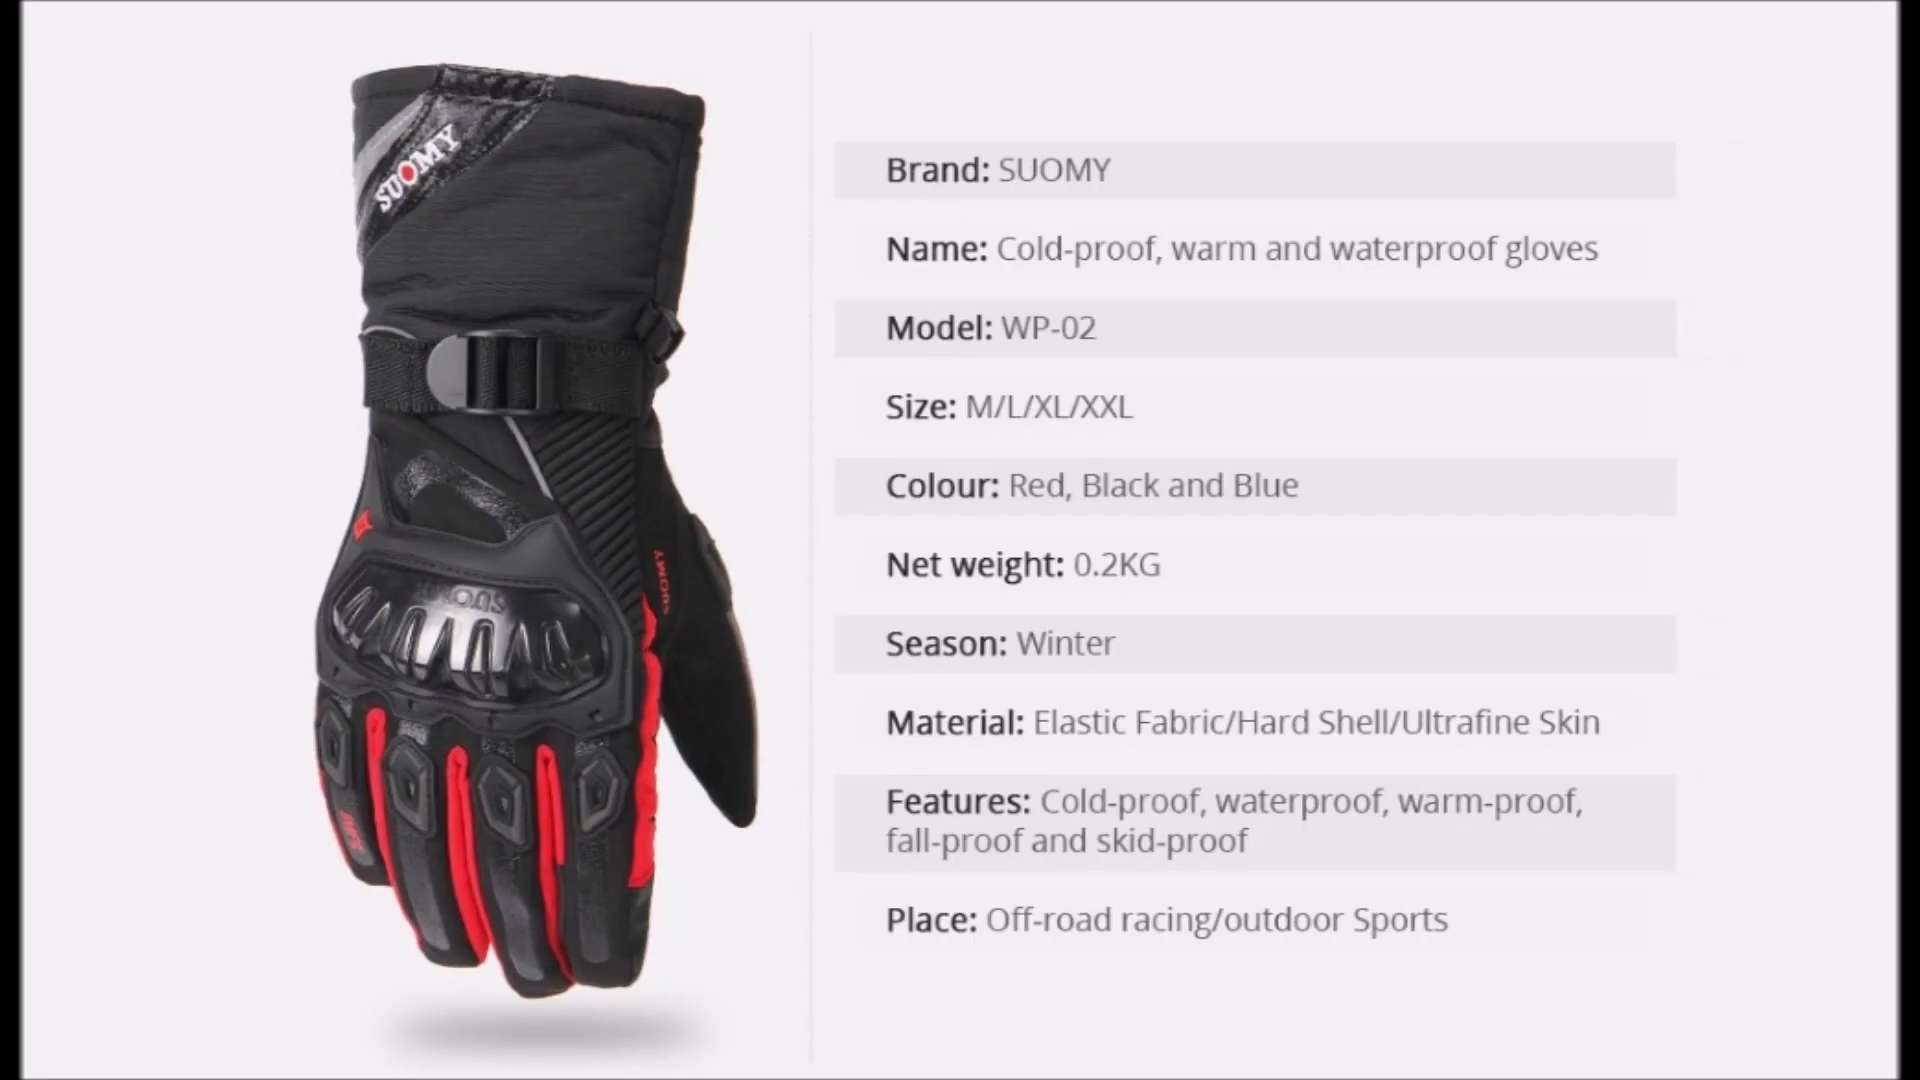 SUOMY
SUOMY
SUOMY
Brand: SUOMY
Name: Cold-proof, warm and waterproof gloves
Model: WP-02
Size: M/L/XL/XXL
Colour: Red, Black and Blue
Net weight: 0.2KG
Season: Winter
Material: Elastic Fabric/Hard Shell/Ultrafine Skin
Features: Cold-proof, waterproof, warm-proof,
fall-proof and skid-proof
Place: Off-road racing/outdoor Sports